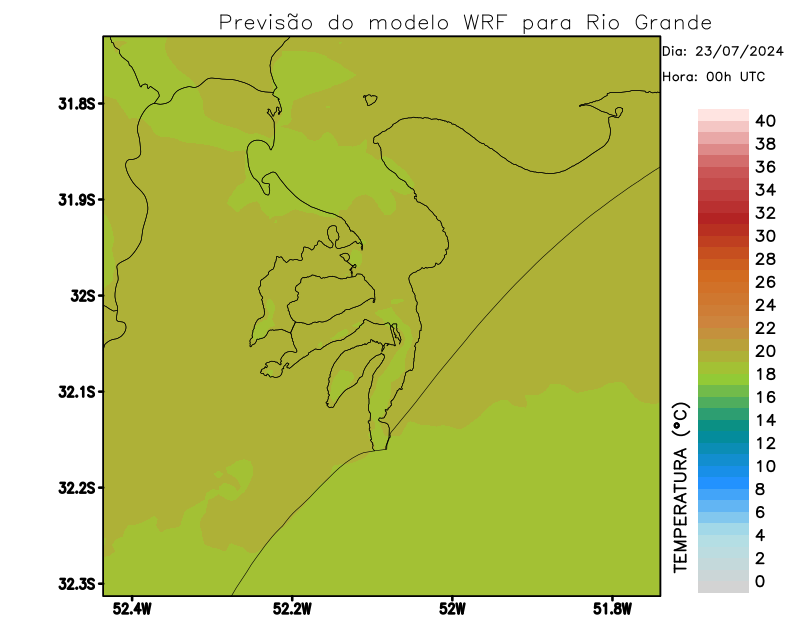 Previsão do modelo WRF para Rio Grande
Dia: 23/07/2024
Hora: 00h UTC
31.8S
31.9S
32S
32.1S
32.2S
32.3S
52.4W
52.2W
52W
51.8W
40
38
36
34
32
30
28
26
24
22
20
18
16
14
12
10
8
6
4
2
0
TEMPERATURA (°C)